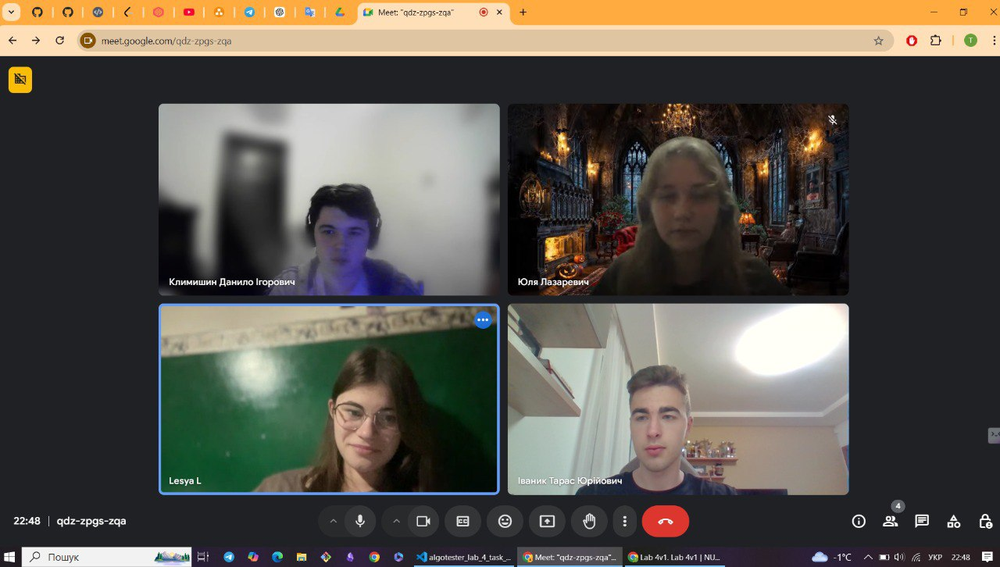 Meet: "qdz-zpgs-zqa"
meet.google.com/qdz-zpgs-zqa
T
Климишин Данило Ігорович
Юля Лазаревич
Lesya L
Іваник Тарас Юрійович
22:48 | qdz-zpgs-zqa
4
Пошук
algotester_lab_4_task_...
Meet: "qdz-zpgs-zqa"...
Lab 4v1. Lab 4v1 | NU...
-1°C
УКР
22:48